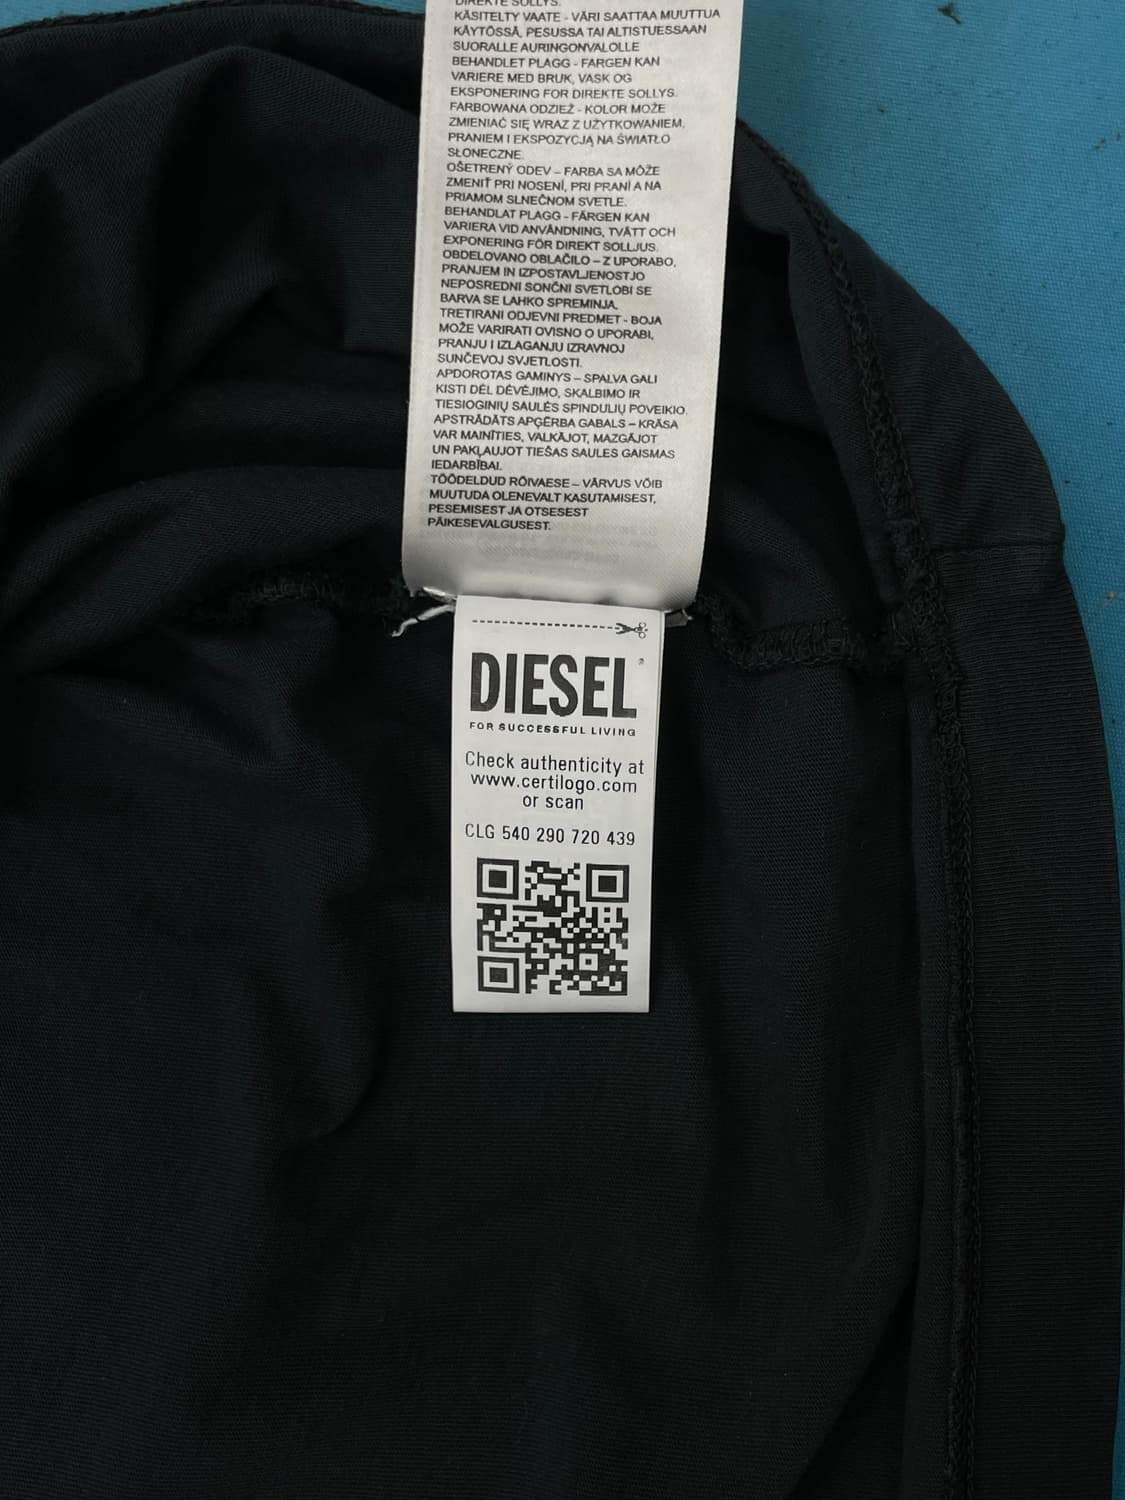 DIREKTE SOLLYS.
KÄSITELTY VAATE - VÄRI SAATTAA MUUTTUA
KÄYTÖSSÄ, PESUSSA TAI ALTISTUESSAAN
SUORALLE AURINGONVALOLLE
BEHANDLET PLAGG - FARGEN KAN
VARIERE MED BRUK, VASK OG
EKSPONERING FOR DIREKTE SOLLYS.
FARBOWANA ODZIEŻ - KOLOR MOŻE
ZMIENIAĆ SIĘ WRAZ Z UŻYTKOWANIEM,
PRANIEM I EKSPOZYCJĄ NA ŚWIATŁO
SŁONECZNE.
OŠETRENÝ ODEV – FARBA SA MÔŽE
ZMENIŤ PRI NOSENÍ, PRI PRANÍ A NA
PRIAMOM SLNEČNOM SVETLE.
BEHANDLAT PLAGG - FÄRGEN KAN
VARIERA VID ANVÄNDNING, TVÄTT OCH
EXPONERING FÖR DIREKT SOLLJUS.
OBDELOVANO OBLAČILO – Z UPORABO,
PRANJEM IN IZPOSTAVLJENOSTJO
NEPOSREDNI SONČNI SVETLOBI SE
BARVA SE LAHKO SPREMINJA.
TRETIRANI ODJEVNI PREDMET - BOJA
MOŽE VARIRATI OVISNO O UPORABI,
PRANJU I IZLAGANJU IZRAVNOJ
SUNČEVOJ SVJETLOSTI.
APDOROTAS GAMINYS – SPALVA GALI
KISTI DĖL DĖVĖJIMO, SKALBIMO IR
TIESIOGINIŲ SAULĖS SPINDULIŲ POVEIKIO.
APSTRĀDĀTS APĢĒRBA GABALS – KRĀSA
VAR MAINĪTIES, VALKĀJOT, MAZGĀJOT
UN PAKĻAUJOT TIEŠAS SAULES GAISMAS
IEDARBĪBAI.
TÖÖDELDUD RÕIVAESE – VÄRVUS VÕIB
MUUTUDA OLENEVALT KASUTAMISEST,
PESEMISEST JA OTSESEST
PÄIKESEVALGUSEST.
DIESEL
FOR SUCCESSFUL LIVING
Check authenticity at
www.certilogo.com
or scan
CLG 540 290 720 439